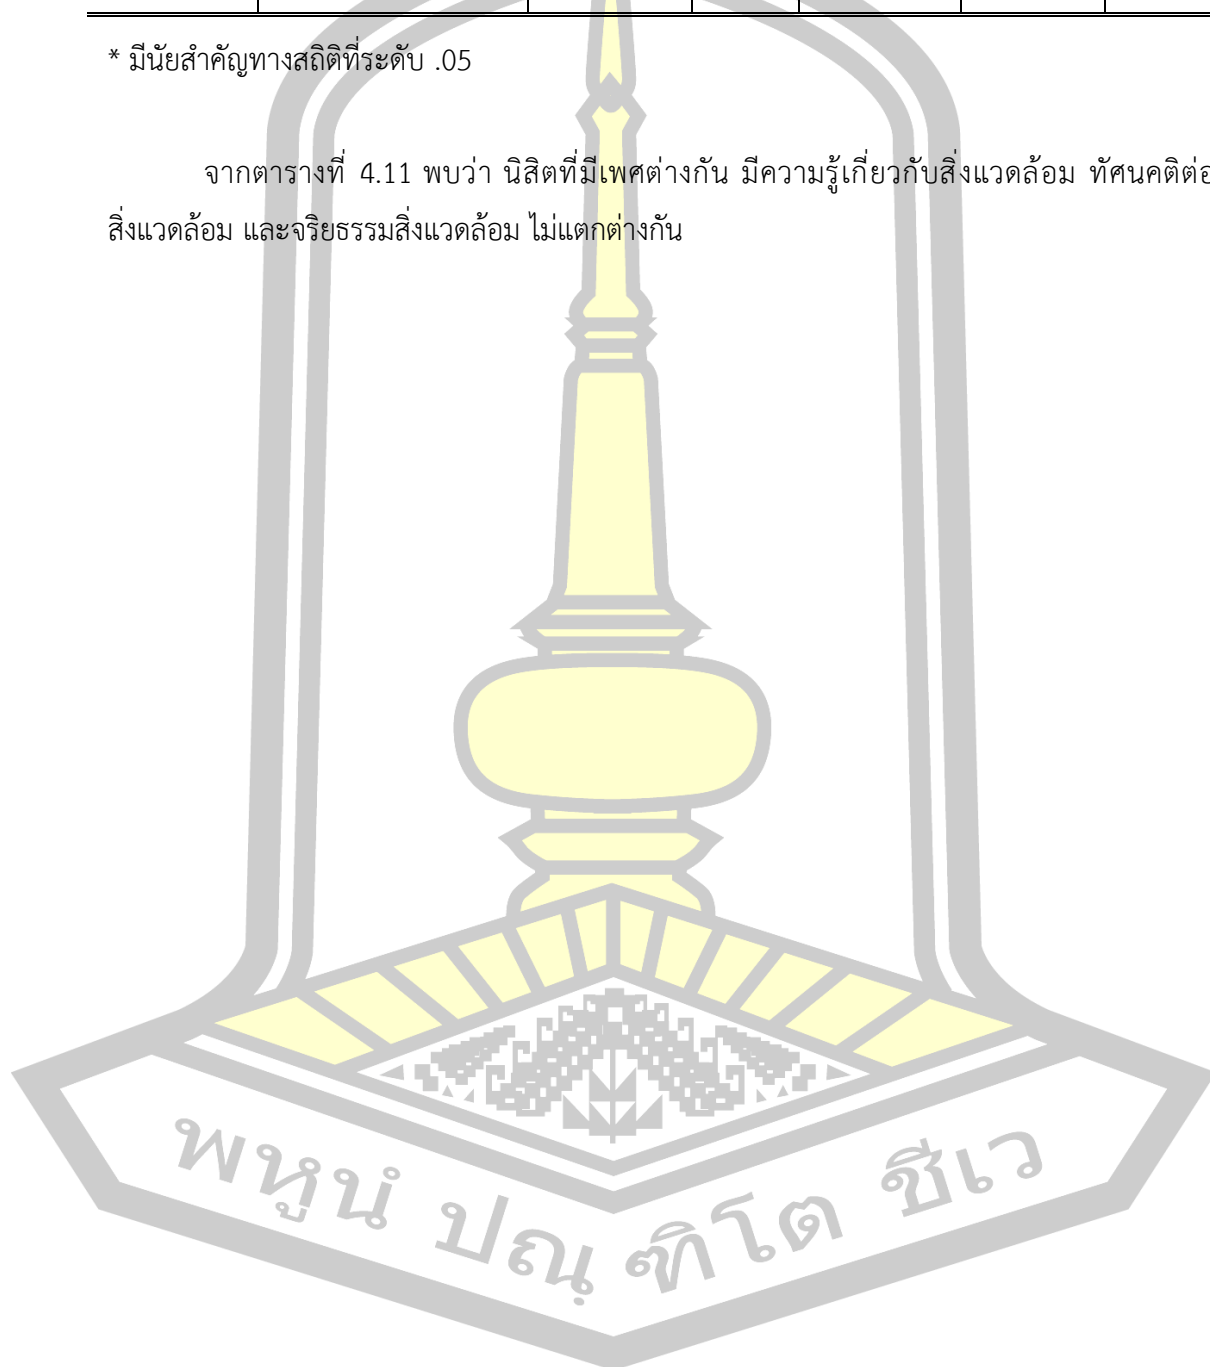 * มีนัยสำคัญทางสถิติที่ระดับ .05
จากตารางที่ 4.11 พบว่า นิสิตที่มีเพศต่างกัน มีความรู้เกี่ยวกับสิ่งแวดล้อม ทัศนคติต่อ
สิ่งแวดล้อม และจริยธรรมสิ่งแวดล้อม ไม่แตกต่างกัน
พหูนํ ปณฺฑิโต ชีเว